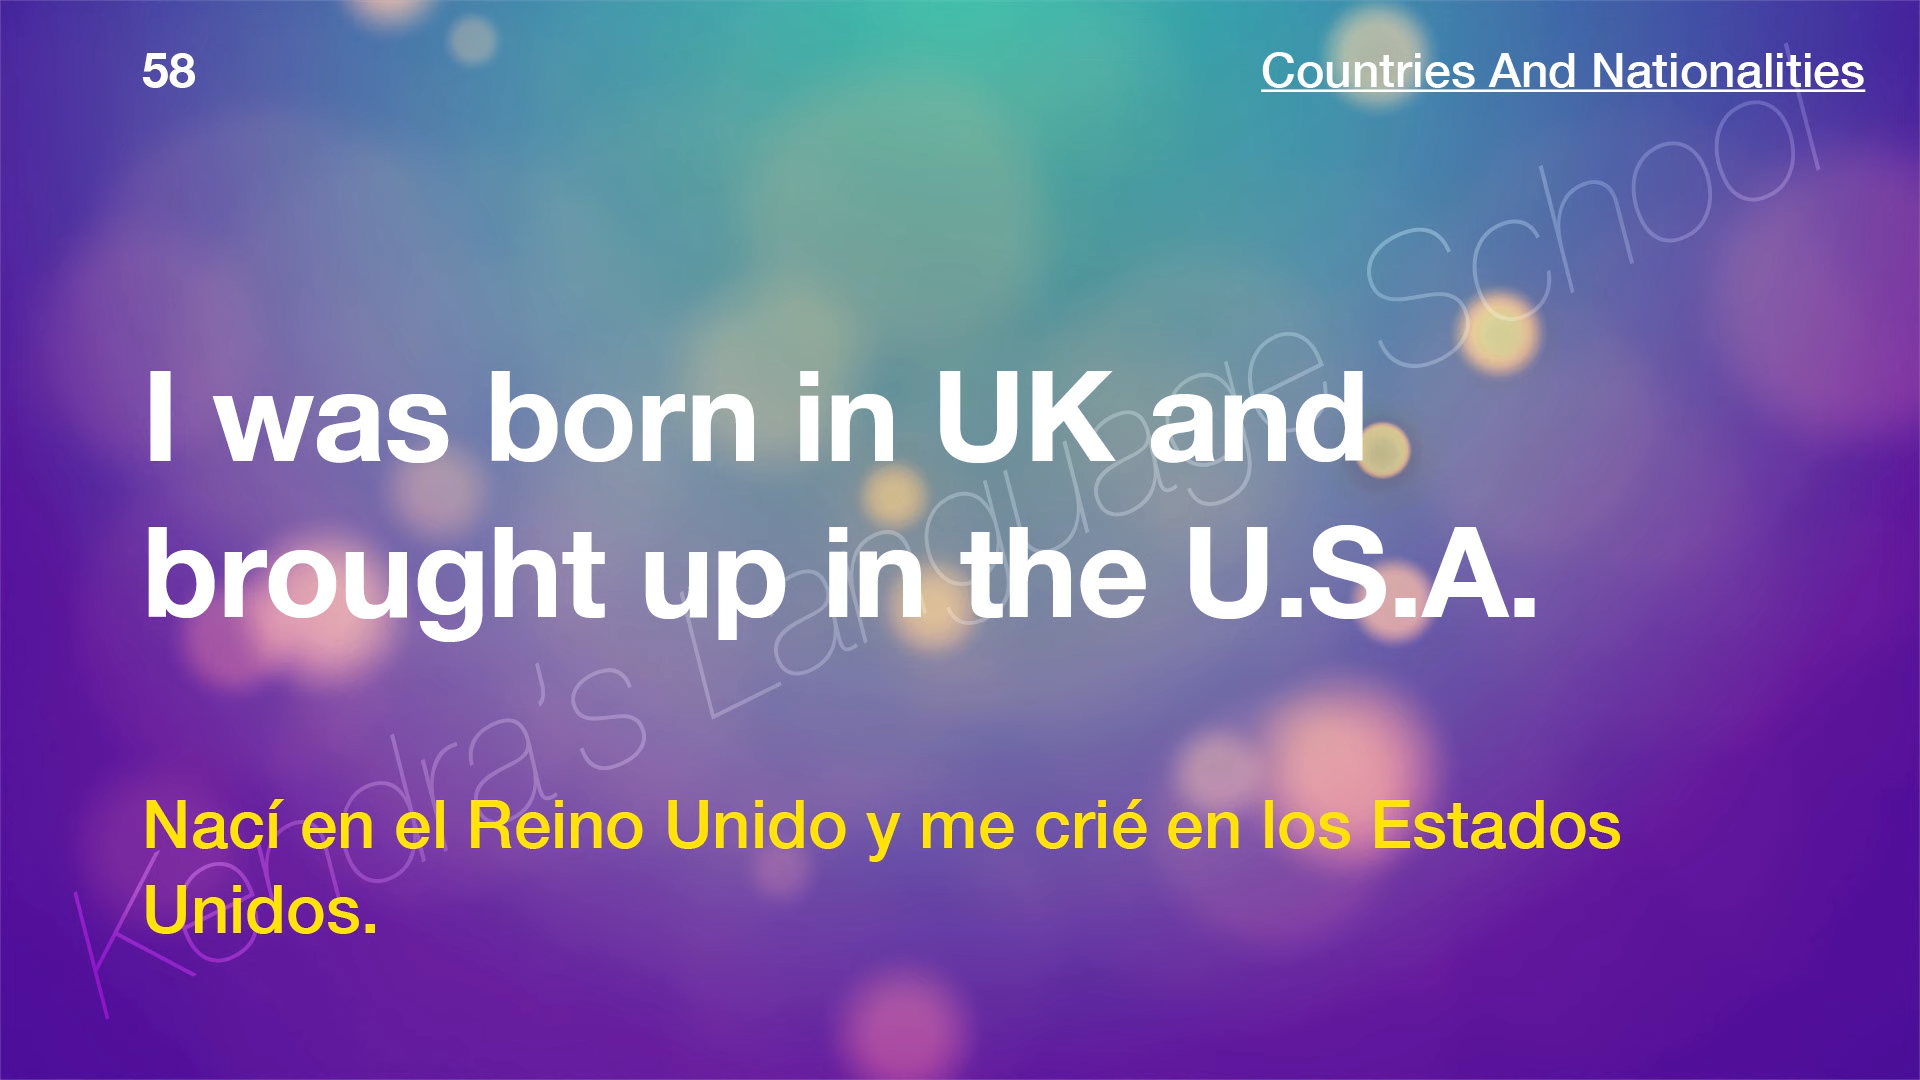 58
Countries And Nationalities
I was born in UK and
brought up in the U.S.A.
Nací en el Reino Unido y me crié en los Estados
Unidos.
Kendra's Language School